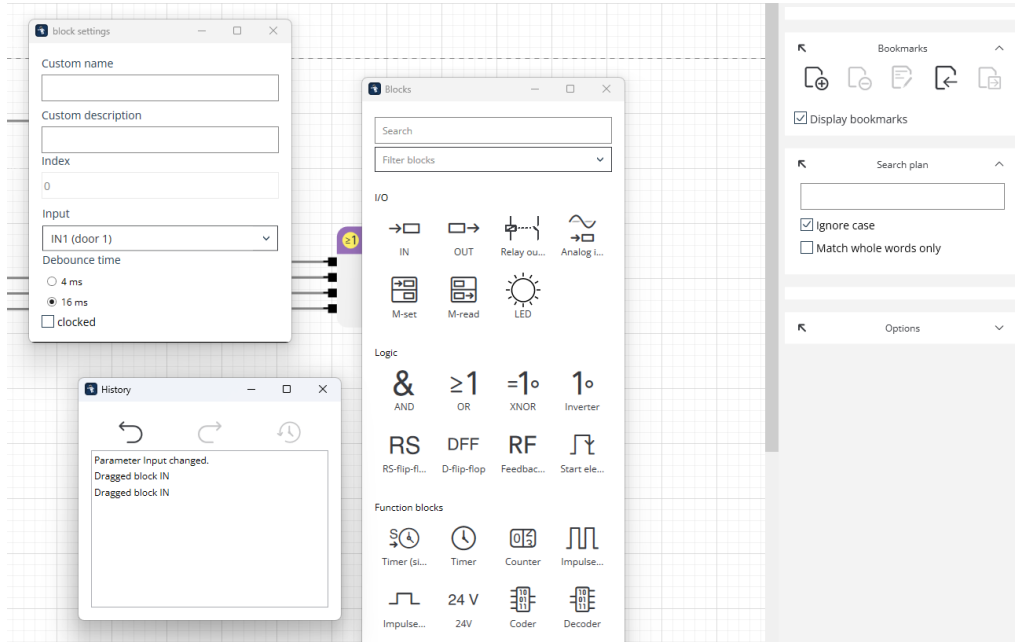 block settings
Custom name
Custom description
Index
0
Input
IN1 (door 1)
Debounce time
4 ms
16 ms
clocked
≥1
History
Parameter Input changed.
Dragged block IN
Dragged block IN
Blocks
Search
Filter blocks
I/O
IN OUT Relay ou... Analog i...
M-set M-read LED
Logic
& ≥1 =1 1
AND OR XNOR Inverter
RS DFF RF
RS-flip-fl... D-flip-flop Feedbac... Start ele...
Function blocks
S
Timer (si... Timer Counter Impulse...
24 V
Impulse... 24V Coder Decoder
Bookmarks
Display bookmarks
Search plan
Ignore case
Match whole words only
Options